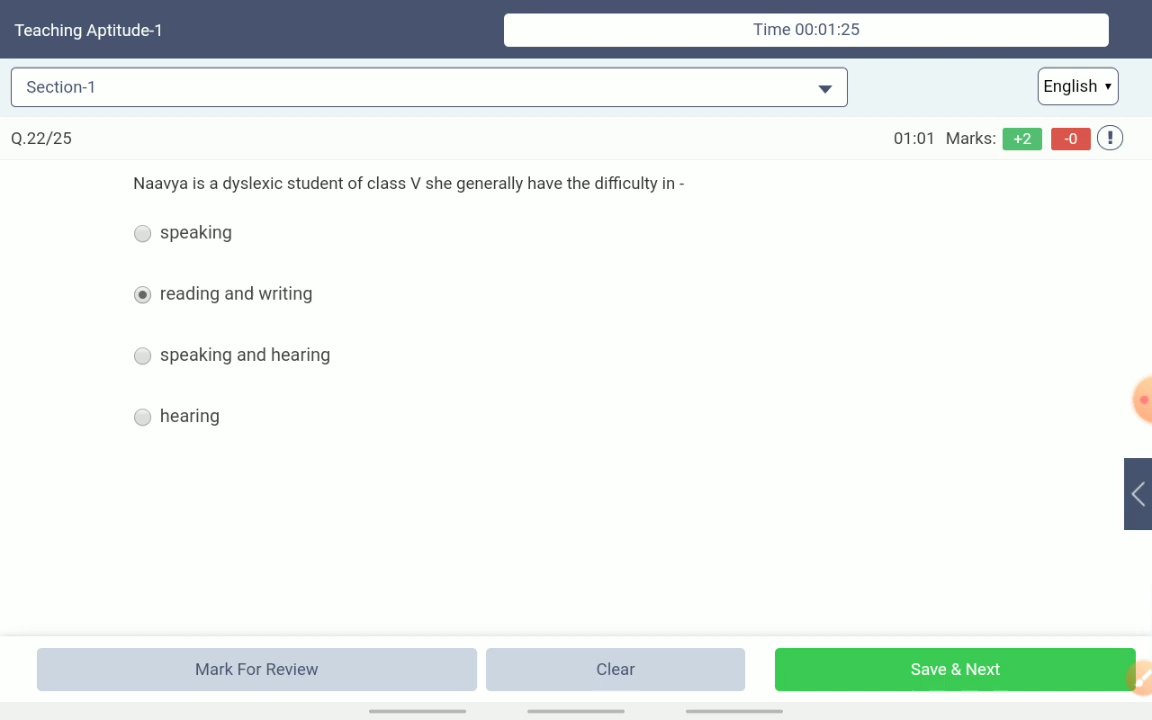 Teaching Aptitude-1
Time 00:01:25
Section-1
English
Q.22/25
01:01 Marks: +2 -0 !
Naavya is a dyslexic student of class V she generally have the difficulty in -
speaking
reading and writing
speaking and hearing
hearing
Mark For Review
Clear
Save & Next